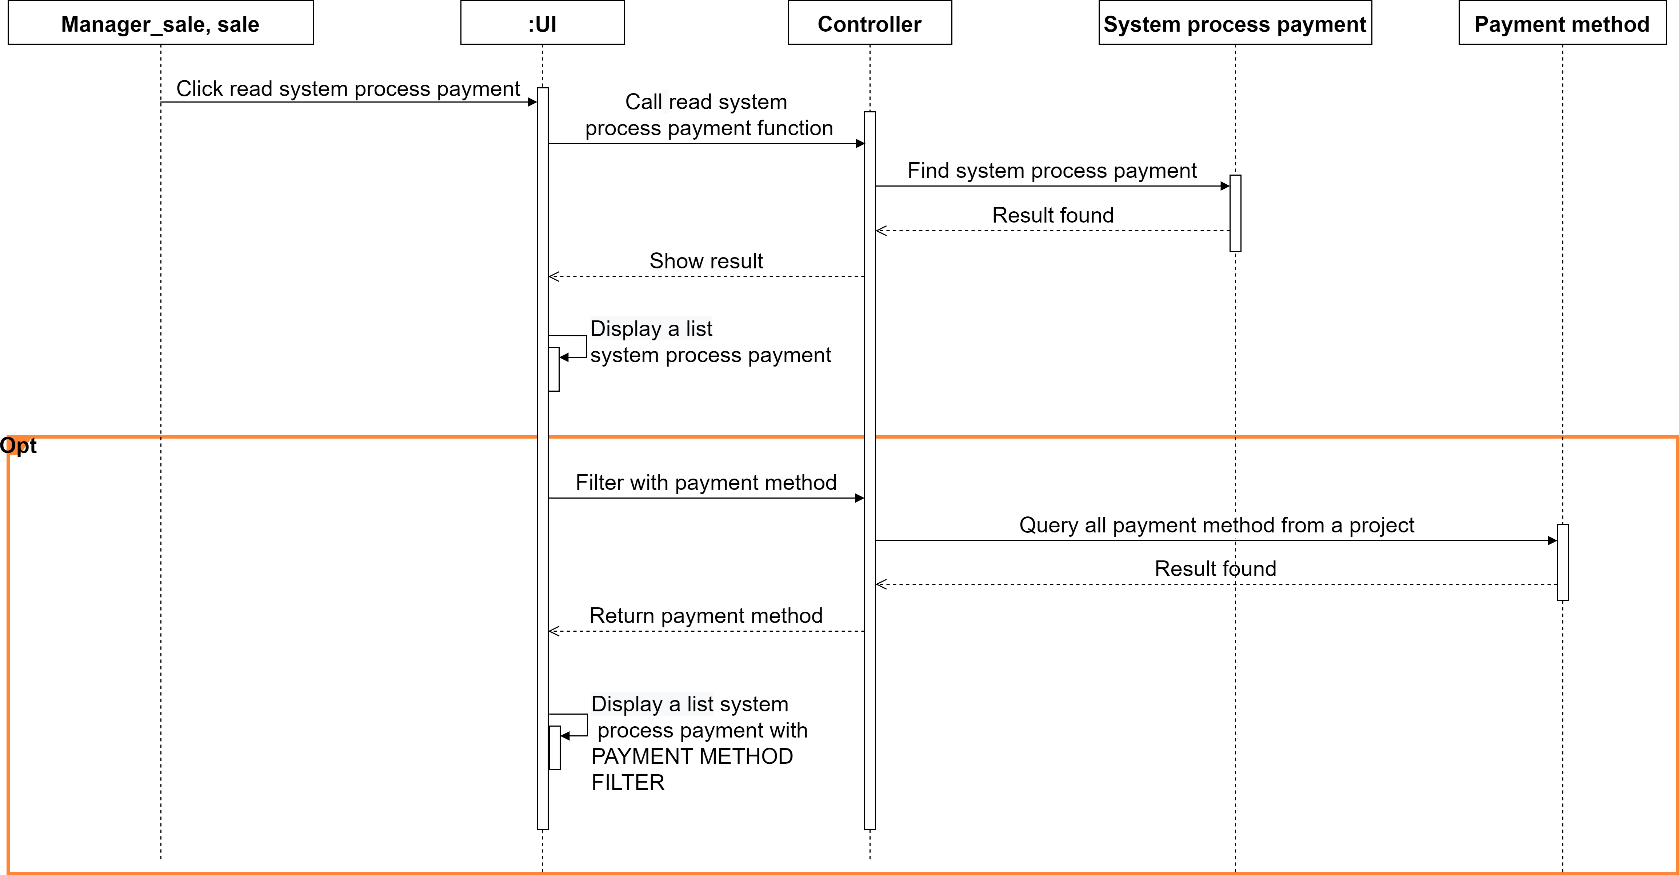 Manager_sale, sale
:UI
Controller
System process payment
Payment method
Click read system process payment
Call read system
process payment function
Find system process payment
Result found
Show result
Display a list
system process payment
Opt
Filter with payment method
Query all payment method from a project
Result found
Return payment method
Display a list system
process payment with
PAYMENT METHOD
FILTER